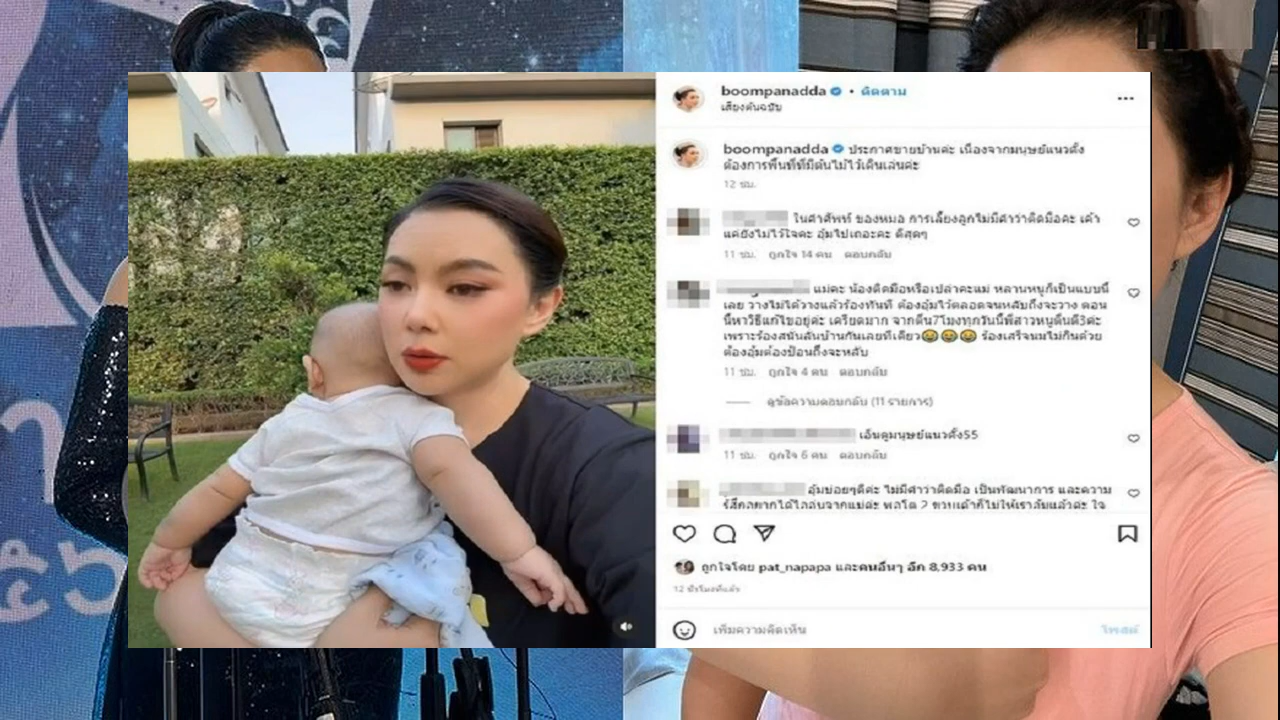 boompanadda • ติดตาม
เสียงต้นฉบับ
boompanadda ประกาศขายบ้านค่ะ เนื่องจากมนุษย์แนวตั้ง
ต้องการพื้นที่ที่มีต้นไม้ไว้เดินเล่นค่ะ
12 ชม.
ในคำศัพท์ ของหมอ การเลี้ยงลูกไม่มีคำว่าติดมือคะ เค้า
แค่ยังไม่ไว้ใจคะ อุ้มไปเถอะคะ ดีสุดๆ
11 ชม. ถูกใจ 14 คน ตอบกลับ
แม่คะ น้องติดมือหรือเปล่าคะแม่ หลานหนูก็เป็นแบบนี้
เลย วางไม่ได้วางแล้วร้องทันที ต้องอุ้มไว้ตลอดจนหลับถึงจะวาง ตอน
นี้หาวิธีแก้ไขอยู่ค่ะ เครียดมาก จากตื่น7โมงทุกวันนี้พี่สาวหนูตื่นตี3ค่ะ
เพราะร้องสนั่นลั่นบ้านกันเลยทีเดียว😂😂😂 ร้องเสร็จนมไม่กินด้วย
ต้องอุ้มต้องป้อนถึงจะหลับ
11 ชม. ถูกใจ 4 คน ตอบกลับ
ดูข้อความตอบกลับ (11 รายการ)
เอ็นดูมนุษย์แนวตั้ง55
11 ชม. ถูกใจ 6 คน ตอบกลับ
อุ้มบ่อยๆดีค่ะ ไม่มีคำว่าติดมือ เป็นพัฒนาการ และความ
ถูกใจโดย pat_napapa และคนอื่นๆ อีก 8,933 คน
12 ชั่วโมงที่แล้ว
เพิ่มความคิดเห็น
โพสต์